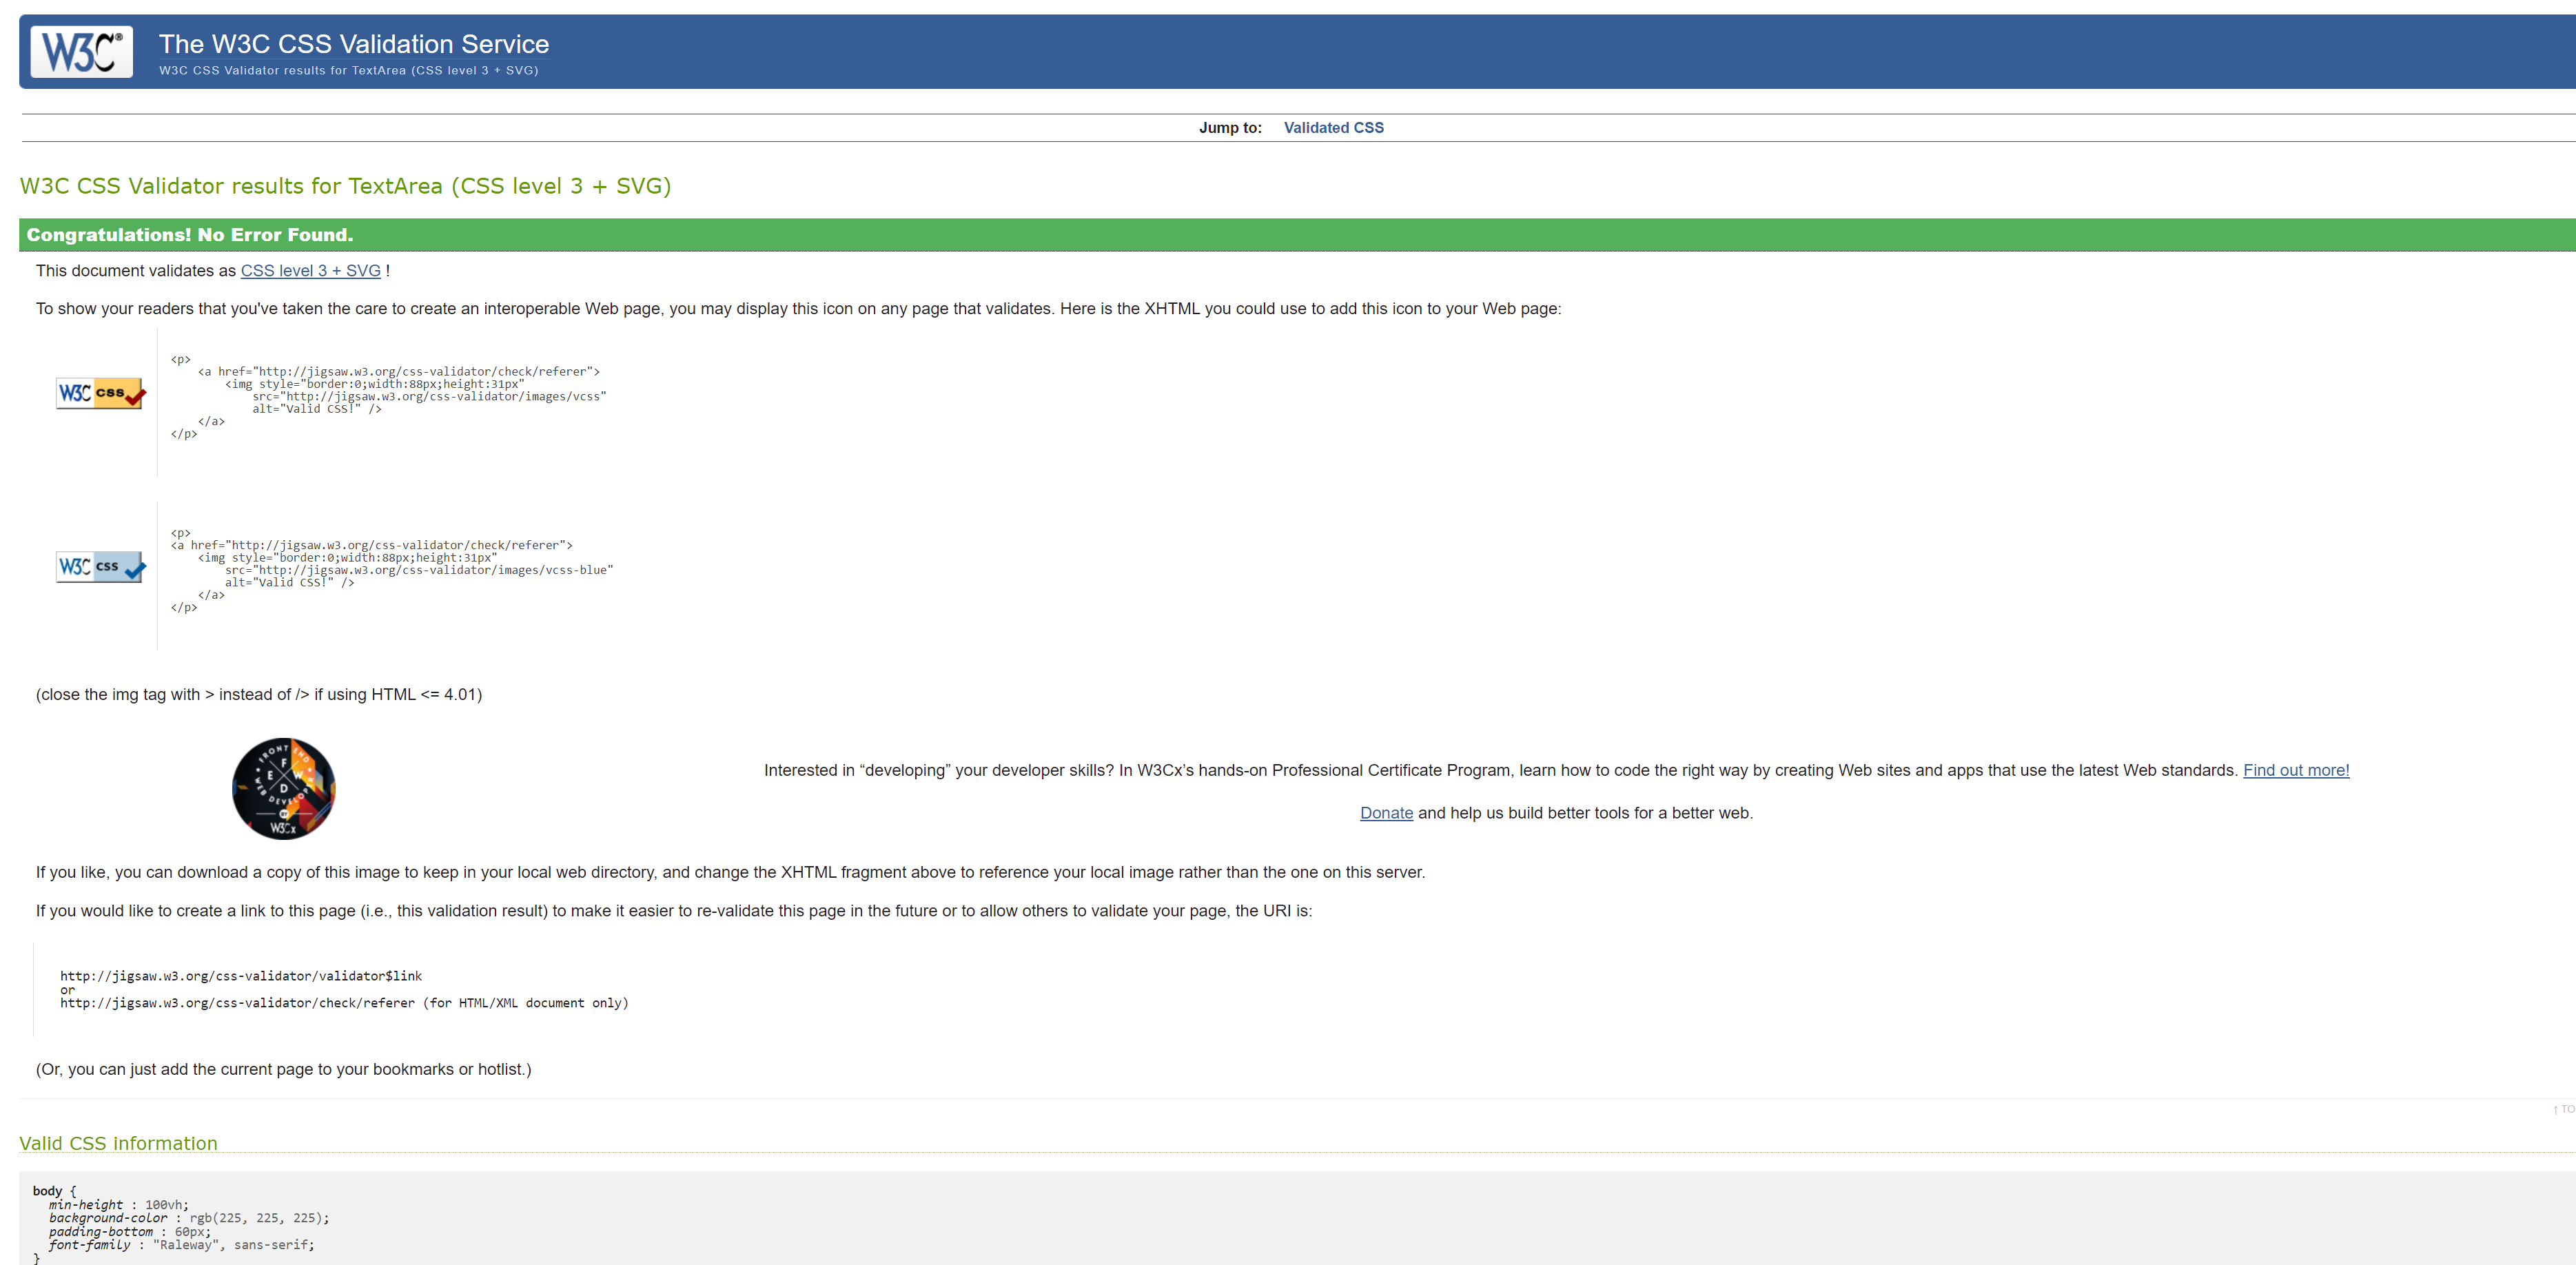 W3C®
The W3C CSS Validation Service
W3C CSS Validator results for TextArea (CSS level 3 + SVG)
Jump to: Validated CSS
W3C CSS Validator results for TextArea (CSS level 3 + SVG)
Congratulations! No Error Found.
This document validates as CSS level 3 + SVG !
To show your readers that you've taken the care to create an interoperable Web page, you may display this icon on any page that validates. Here is the XHTML you could use to add this icon to your Web page:
W3C css
<p>
<a href="http://jigsaw.w3.org/css-validator/check/referer">
<img style="border:0;width:88px;height:31px"
src="http://jigsaw.w3.org/css-validator/images/vcss"
alt="Valid CSS!" />
</a>
</p>
W3C css
<p>
<a href="http://jigsaw.w3.org/css-validator/check/referer">
<img style="border:0;width:88px;height:31px"
src="http://jigsaw.w3.org/css-validator/images/vcss-blue"
alt="Valid CSS!" />
</a>
</p>
(close the img tag with > instead of /> if using HTML <= 4.01)
FRONT END
F E W D
WEB DEVELOPER
BY
W3Cx
Interested in “developing” your developer skills? In W3Cx’s hands-on Professional Certificate Program, learn how to code the right way by creating Web sites and apps that use the latest Web standards. Find out more!
Donate and help us build better tools for a better web.
If you like, you can download a copy of this image to keep in your local web directory, and change the XHTML fragment above to reference your local image rather than the one on this server.
If you would like to create a link to this page (i.e., this validation result) to make it easier to re-validate this page in the future or to allow others to validate your page, the URI is:
http://jigsaw.w3.org/css-validator/validator$link
or
http://jigsaw.w3.org/css-validator/check/referer (for HTML/XML document only)
(Or, you can just add the current page to your bookmarks or hotlist.)
↑ TO
Valid CSS information
body {
min-height : 100vh;
background-color : rgb(225, 225, 225);
padding-bottom : 60px;
font-family : "Raleway", sans-serif;
}